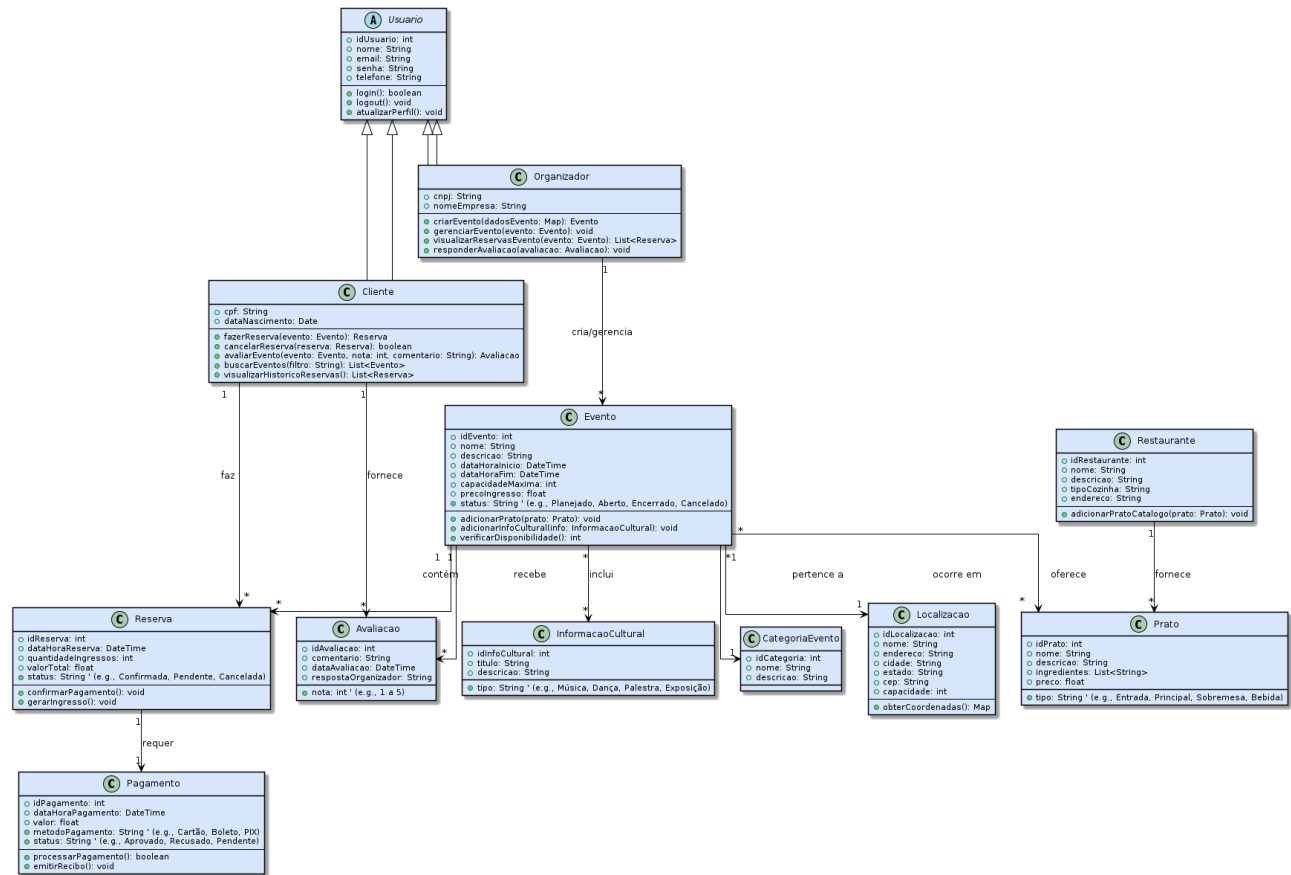 A Usuario
idUsuario: int
nome: String
email: String
senha: String
telefone: String
login(): boolean
logout(): void
atualizarPerfil(): void
C Organizador
cnpj: String
nomeEmpresa: String
criarEvento(dadosEvento: Map): Evento
gerenciarEvento(evento: Evento): void
visualizarReservasEvento(evento: Evento): List<Reserva>
responderAvaliacao(avaliacao: Avaliacao): void
1
cria/gerencia
*
C Cliente
cpf: String
dataNascimento: Date
fazerReserva(evento: Evento): Reserva
cancelarReserva(reserva: Reserva): boolean
avaliarEvento(evento: Evento, nota: int, comentario: String): Avaliacao
buscarEventos(filtro: String): List<Evento>
visualizarHistoricoReservas(): List<Reserva>
1
1
faz
fornece
C Evento
idEvento: int
nome: String
descricao: String
dataHoraInicio: DateTime
dataHoraFim: DateTime
capacidadeMaxima: int
precoIngresso: float
status: String ' (e.g., Planejado, Aberto, Encerrado, Cancelado)
adicionarPrato(prato: Prato): void
adicionarInfoCultural(info: InformacaoCultural): void
verificarDisponibilidade(): int
C Restaurante
idRestaurante: int
nome: String
descricao: String
tipoCozinha: String
endereco: String
adicionarPratoCatalogo(prato: Prato): void
*
1
1 1 * *1
contém recebe inclui pertence a ocorre em oferece fornece
* * * * * 1 1 * *
C Reserva
idReserva: int
dataHoraReserva: DateTime
quantidadeIngressos: int
valorTotal: float
status: String ' (e.g., Confirmada, Pendente, Cancelada)
confirmarPagamento(): void
gerarIngresso(): void
C Avaliacao
idAvaliacao: int
comentario: String
dataAvaliacao: DateTime
respostaOrganizador: String
nota: int ' (e.g., 1 a 5)
C InformacaoCultural
idInfoCultural: int
titulo: String
descricao: String
tipo: String ' (e.g., Música, Dança, Palestra, Exposição)
C CategoriaEvento
idCategoria: int
nome: String
descricao: String
C Localizacao
idLocalizacao: int
nome: String
endereco: String
cidade: String
estado: String
cep: String
capacidade: int
obterCoordenadas(): Map
C Prato
idPrato: int
nome: String
descricao: String
ingredientes: List<String>
preco: float
tipo: String ' (e.g., Entrada, Principal, Sobremesa, Bebida)
1
requer
1
C Pagamento
idPagamento: int
dataHoraPagamento: DateTime
valor: float
metodoPagamento: String ' (e.g., Cartão, Boleto, PIX)
status: String ' (e.g., Aprovado, Recusado, Pendente)
processarPagamento(): boolean
emitirRecibo(): void